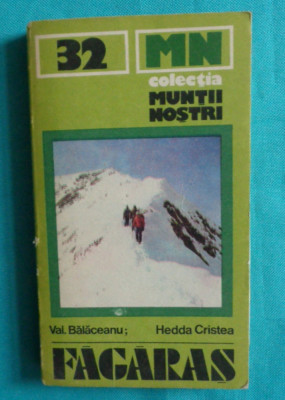 32 MN
colecția
MUNȚII
NOȘTRI
Val. Bălăceanu; Hedda Cristea
FĂGĂRAȘ